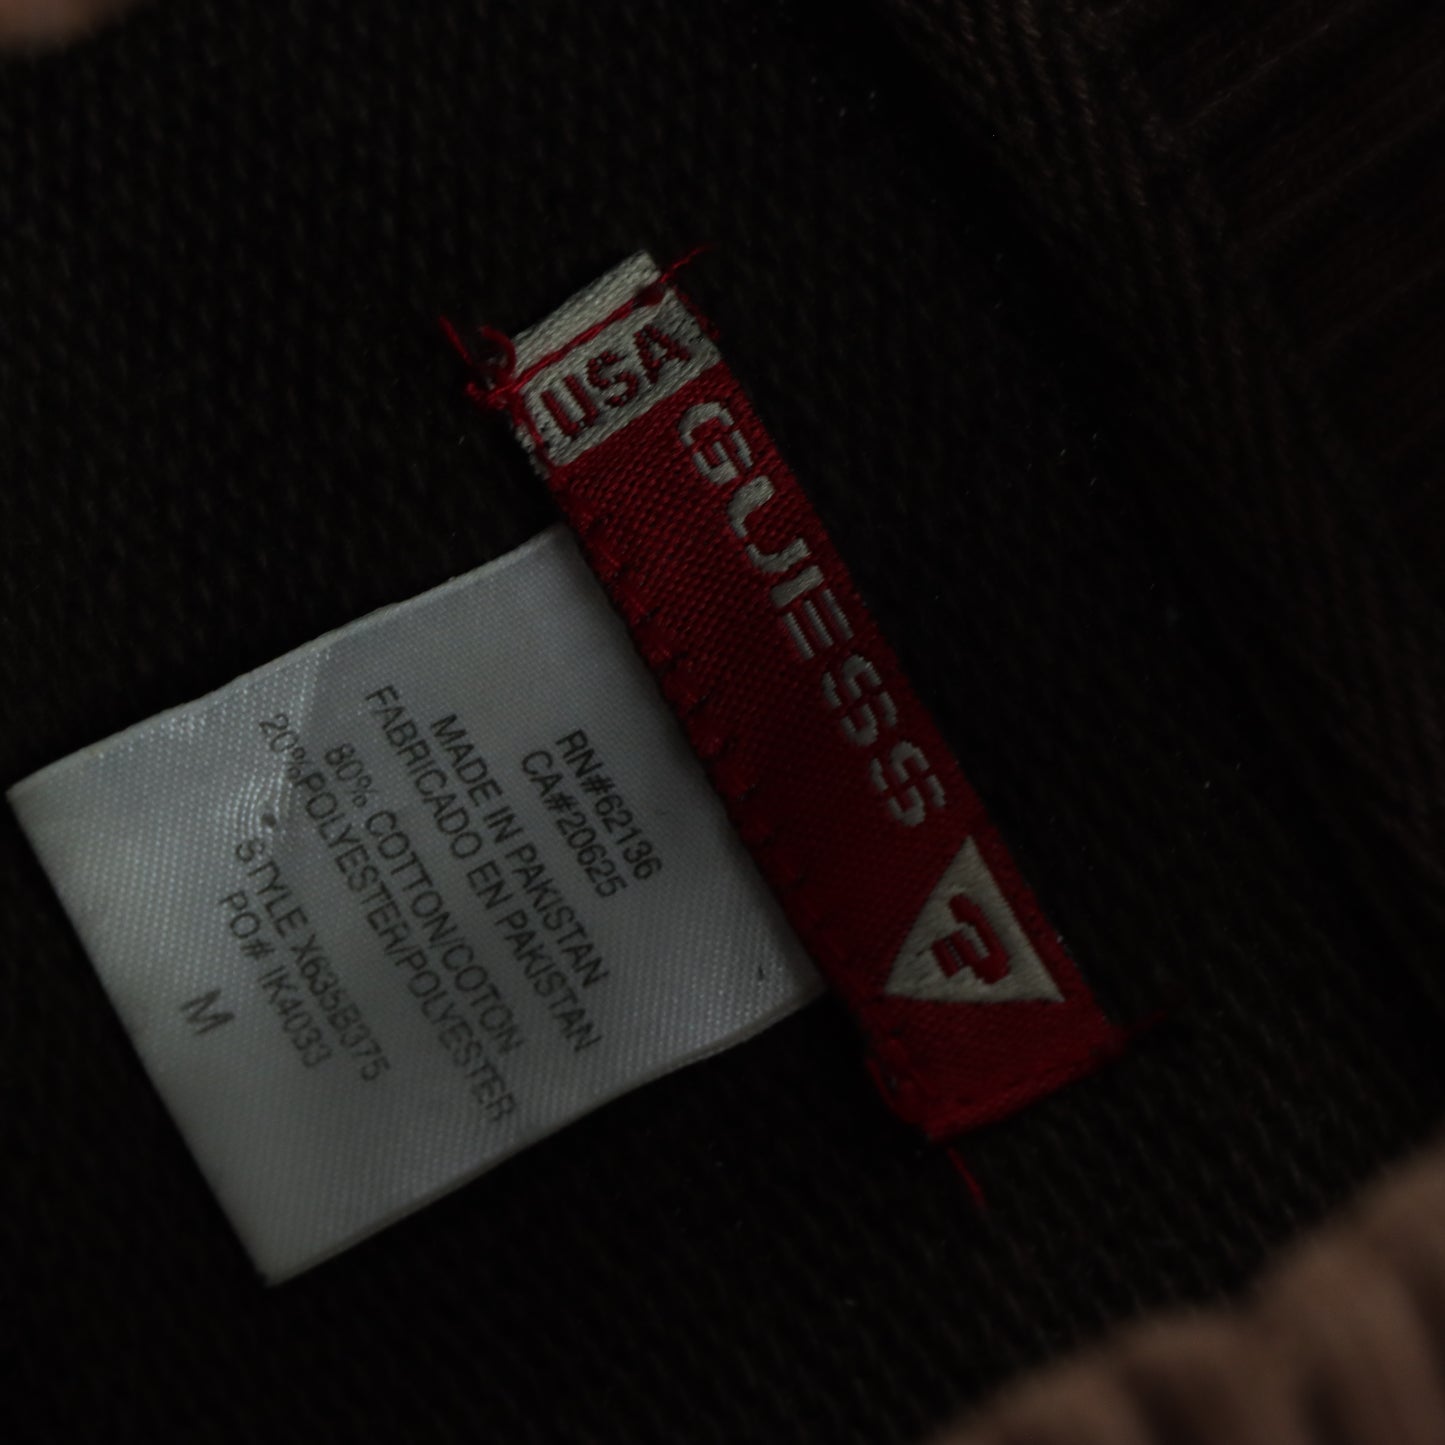 USA
GUESS
?
RN#62136
CA#20625
MADE IN PAKISTAN
FABRICADO EN PAKISTAN
80% COTTON/COTON
20%POLYESTER/POLYESTER
STYLE X635B375
PO# IK4033
M